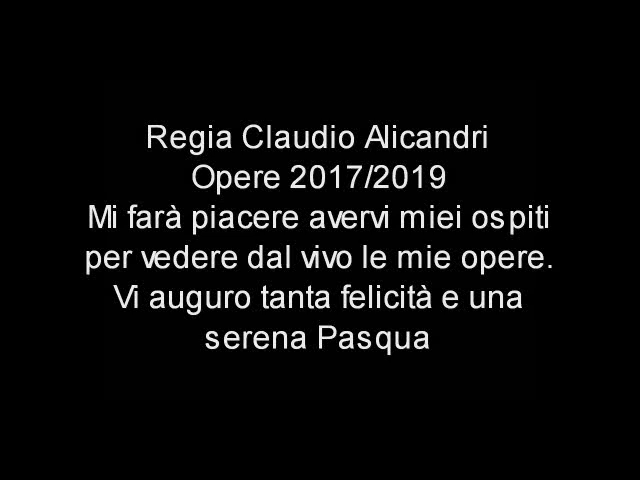 Regia Claudio Alicandri
Opere 2017/2019
Mi farà piacere avervi miei ospiti
per vedere dal vivo le mie opere.
Vi auguro tanta felicità e una
serena Pasqua